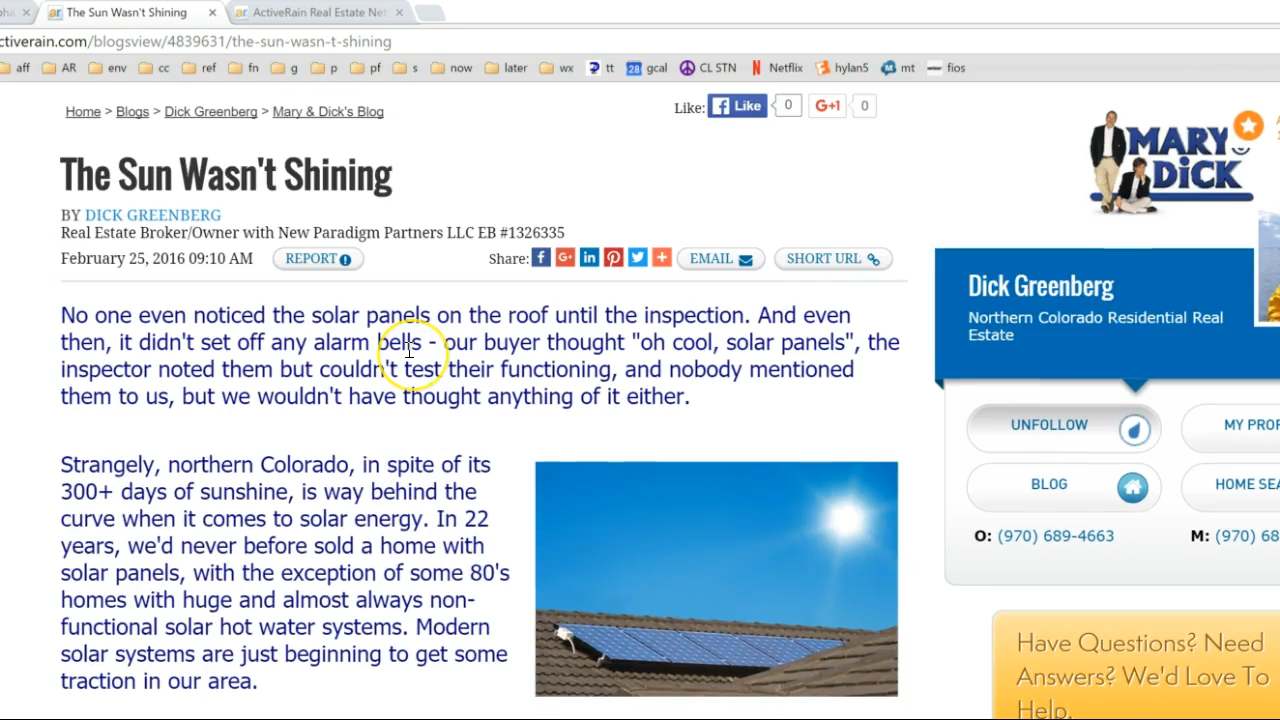 The Sun Wasn't Shining
ActiveRain Real Estate Net
ctiverain.com/blogsview/4839631/the-sun-wasn-t-shining
aff AR env cc ref fn g p pf s now later wx tt 28 gcal CL STN Netflix hylan5 mt fios
Home > Blogs > Dick Greenberg > Mary & Dick's Blog
Like: Like 0 G+1 0
MARY
DICK
The Sun Wasn't Shining
BY DICK GREENBERG
Real Estate Broker/Owner with New Paradigm Partners LLC EB #1326335
February 25, 2016 09:10 AM REPORT Share: EMAIL SHORT URL
No one even noticed the solar panels on the roof until the inspection. And even
then, it didn't set off any alarm bells - our buyer thought "oh cool, solar panels", the
inspector noted them but couldn't test their functioning, and nobody mentioned
them to us, but we wouldn't have thought anything of it either.
Strangely, northern Colorado, in spite of its
300+ days of sunshine, is way behind the
curve when it comes to solar energy. In 22
years, we'd never before sold a home with
solar panels, with the exception of some 80's
homes with huge and almost always non-
functional solar hot water systems. Modern
solar systems are just beginning to get some
traction in our area.
Dick Greenberg
Northern Colorado Residential Real
Estate
UNFOLLOW MY PROF
BLOG HOME SEA
O: (970) 689-4663 M: (970) 68
Have Questions? Need
Answers? We'd Love To
Help.